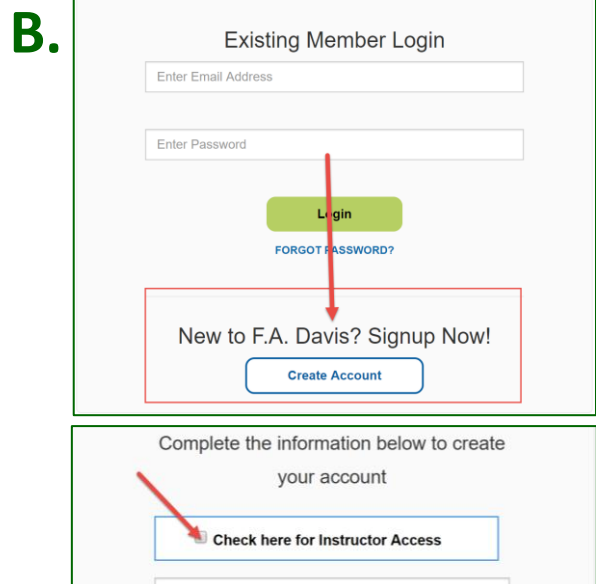 B.
Existing Member Login
Enter Email Address
Enter Password
Login
FORGOT PASSWORD?
New to F.A. Davis? Signup Now!
Create Account
Complete the information below to create
your account
Check here for Instructor Access